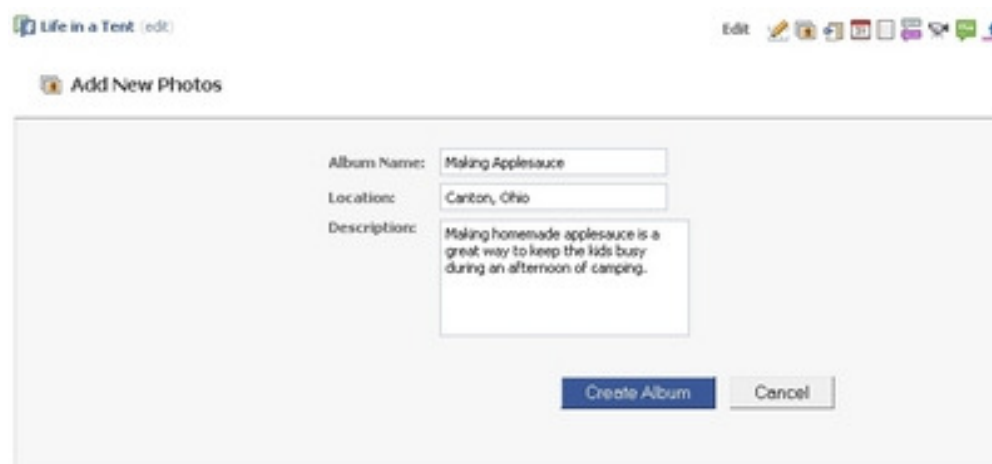 Life in a Tent (edit)
Edit
Add New Photos
Album Name: Making Applesauce
Location: Canton, Ohio
Description: Making homemade applesauce is a
great way to keep the kids busy
during an afternoon of camping.
Create Album Cancel